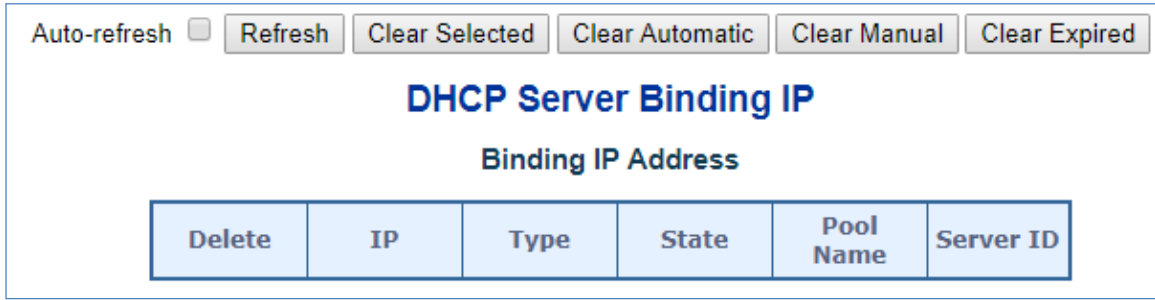 Auto-refresh Refresh Clear Selected Clear Automatic Clear Manual Clear Expired
DHCP Server Binding IP
Binding IP Address
Delete IP Type State Pool Name Server ID